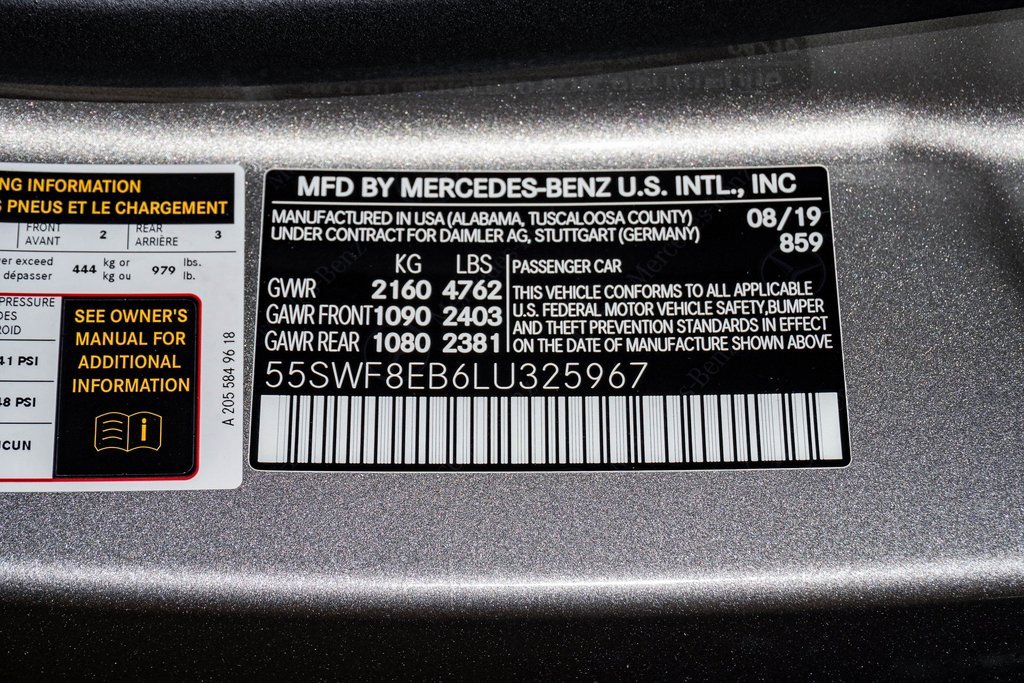 NG INFORMATION
S PNEUS ET LE CHARGEMENT
FRONT
AVANT
2
REAR
ARRIÈRE
3
er exceed
dépasser
444
kg or
kg ou
979
lbs.
lb.
PRESSURE
DES
ROID
41 PSI
48 PSI
UCUN
SEE OWNER'S
MANUAL FOR
ADDITIONAL
INFORMATION
i
A 205 584 96 18
MFD BY MERCEDES-BENZ U.S. INTL., INC
MANUFACTURED IN USA (ALABAMA, TUSCALOOSA COUNTY)
UNDER CONTRACT FOR DAIMLER AG, STUTTGART (GERMANY)
08/19
859
KG LBS
GVWR 2160 4762
GAWR FRONT 1090 2403
GAWR REAR 1080 2381
PASSENGER CAR
THIS VEHICLE CONFORMS TO ALL APPLICABLE
U.S. FEDERAL MOTOR VEHICLE SAFETY,BUMPER
AND THEFT PREVENTION STANDARDS IN EFFECT
ON THE DATE OF MANUFACTURE SHOWN ABOVE
55SWF8EB6LU325967